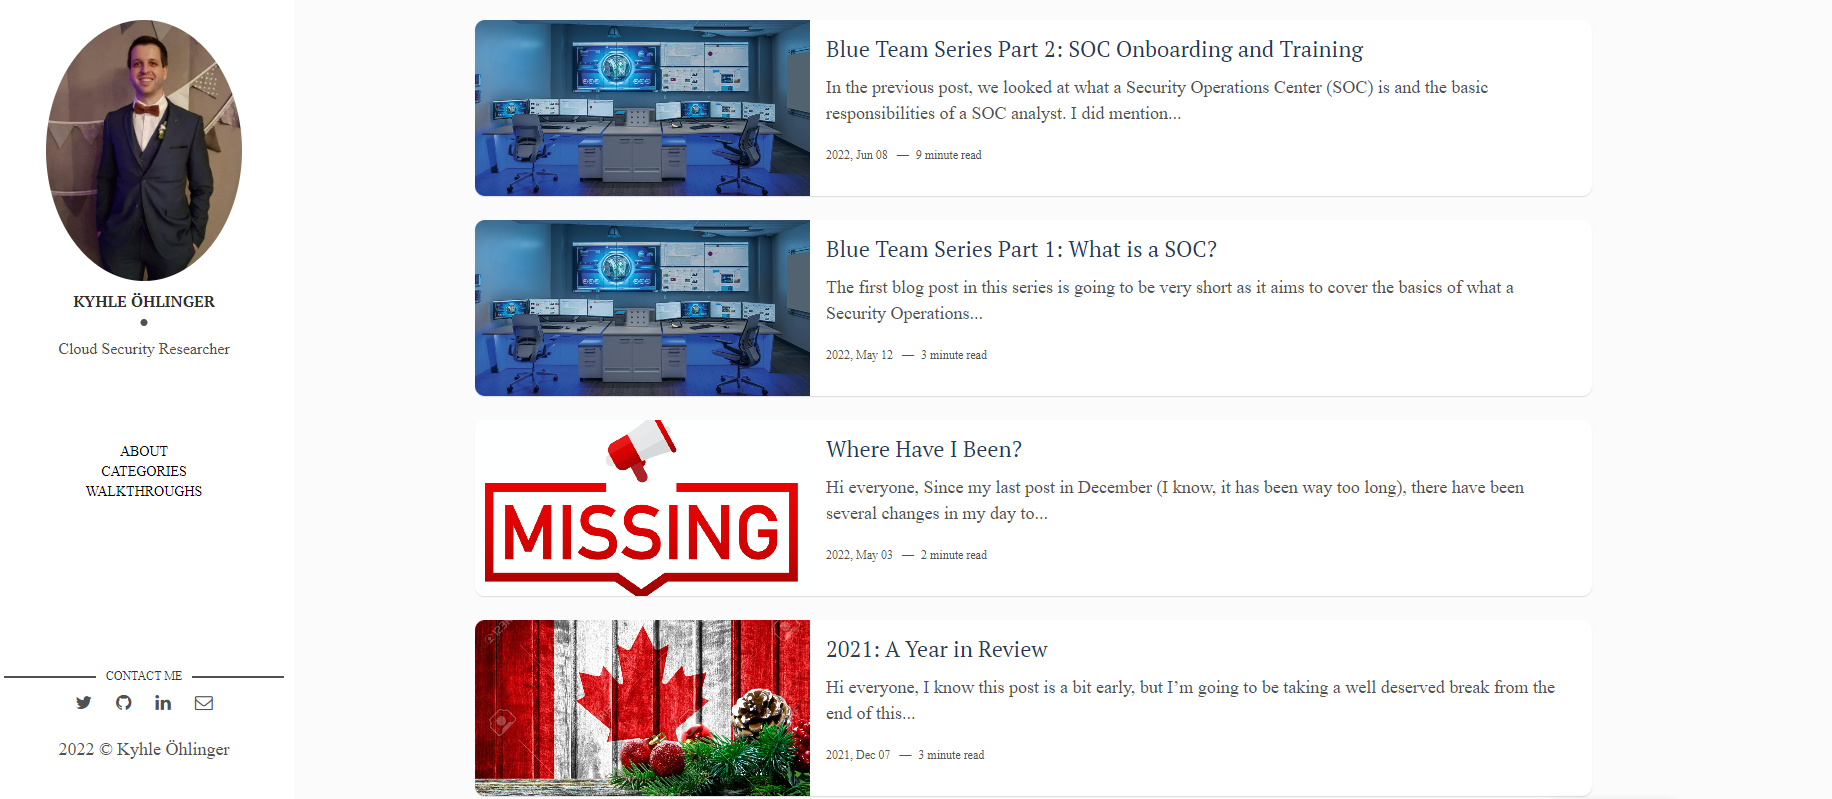 KYHLE ÖHLINGER
Cloud Security Researcher
ABOUT
CATEGORIES
WALKTHROUGHS
CONTACT ME
2022 © Kyhle Öhlinger
Blue Team Series Part 2: SOC Onboarding and Training
In the previous post, we looked at what a Security Operations Center (SOC) is and the basic
responsibilities of a SOC analyst. I did mention...
2022, Jun 08 — 9 minute read
Blue Team Series Part 1: What is a SOC?
The first blog post in this series is going to be very short as it aims to cover the basics of what a
Security Operations...
2022, May 12 — 3 minute read
MISSING
Where Have I Been?
Hi everyone, Since my last post in December (I know, it has been way too long), there have been
several changes in my day to...
2022, May 03 — 2 minute read
2021: A Year in Review
Hi everyone, I know this post is a bit early, but I’m going to be taking a well deserved break from the
end of this...
2021, Dec 07 — 3 minute read